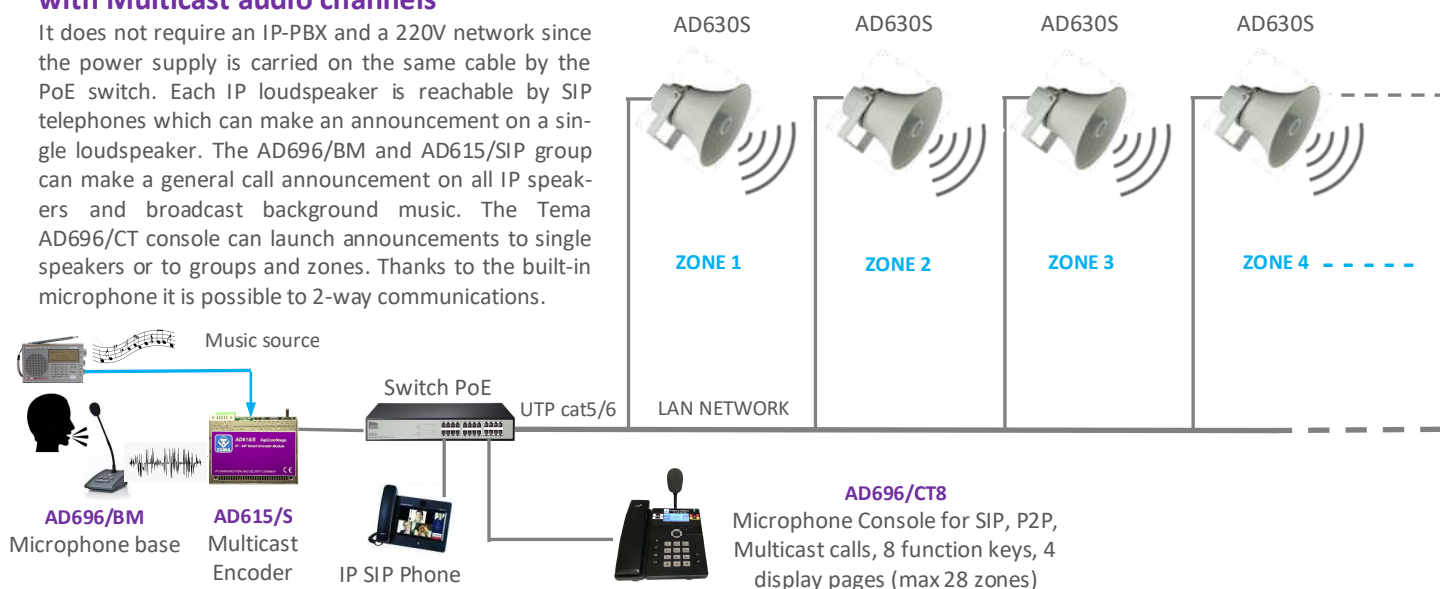 with Multicast audio channels
It does not require an IP-PBX and a 220V network since
the power supply is carried on the same cable by the
PoE switch. Each IP loudspeaker is reachable by SIP
telephones which can make an announcement on a sin-
gle loudspeaker. The AD696/BM and AD615/SIP group
can make a general call announcement on all IP speak-
ers and broadcast background music. The Tema
AD696/CT console can launch announcements to single
speakers or to groups and zones. Thanks to the built-in
microphone it is possible to 2-way communications.
AD630S
AD630S
AD630S
AD630S
ZONE 1
ZONE 2
ZONE 3
ZONE 4
Music source
Switch PoE
UTP cat5/6
LAN NETWORK
AD615/S
TEMA
CE
AD696/BM
Microphone base
AD615/S
Multicast
Encoder
IP SIP Phone
AD696/CT8
Microphone Console for SIP, P2P,
Multicast calls, 8 function keys, 4
display pages (max 28 zones)